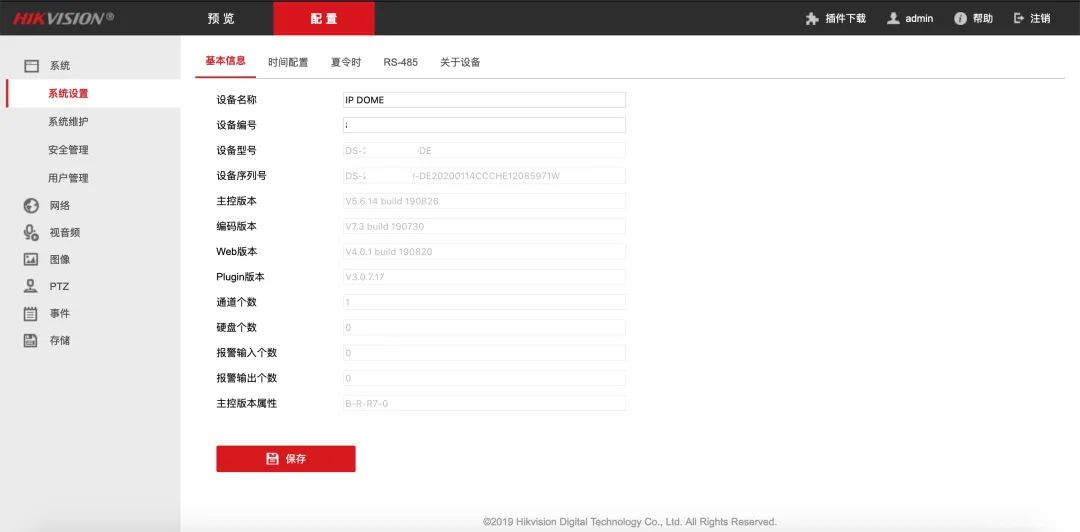 HIKVISION® 预览 配置 插件下载 admin 帮助 注销
系统
系统设置
系统维护
安全管理
用户管理
网络
视音频
图像
PTZ
事件
存储
基本信息 时间配置 夏令时 RS-485 关于设备
设备名称 IP DOME
设备编号
设备型号 DS- -DE
设备序列号 DS- -DE20200114CCCHE12085971W
主控版本 V5.6.14 build 190826
编码版本 V7.3 build 190730
Web版本 V4.0.1 build 190820
Plugin版本 V3.0.7.17
通道个数 1
硬盘个数 0
报警输入个数 0
报警输出个数 0
主控版本属性 B-R-R7-0
保存
©2019 Hikvision Digital Technology Co., Ltd. All Rights Reserved.